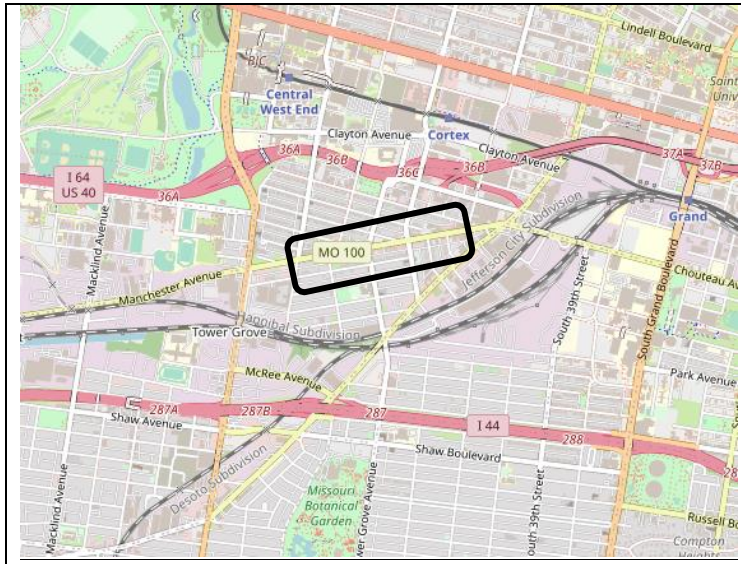 Lindell Boulevard
BJC
Central
West End
Saint
Univ
Cortex
Clayton Avenue
36A
36B
Clayton Avenue
37A
37B
36C
36B
I 64
US 40
36A
Grand
Macklind Avenue
MO 100
Jefferson City Subdivision
Chouteau Av
Manchester Avenue
Hannibal Subdivision
Tower Grove
South 39th Street
South Grand Boulevard
McRee Avenue
Park Avenue
287A
287B
287
I 44
288
28
Shaw Avenue
Shaw Boulevard
Desoto Subdivision
Macklind Avenue
Missouri
Botanical
Garden
er Grove Avenue
outh 39th Street
Russell Bo
Compton
Heights